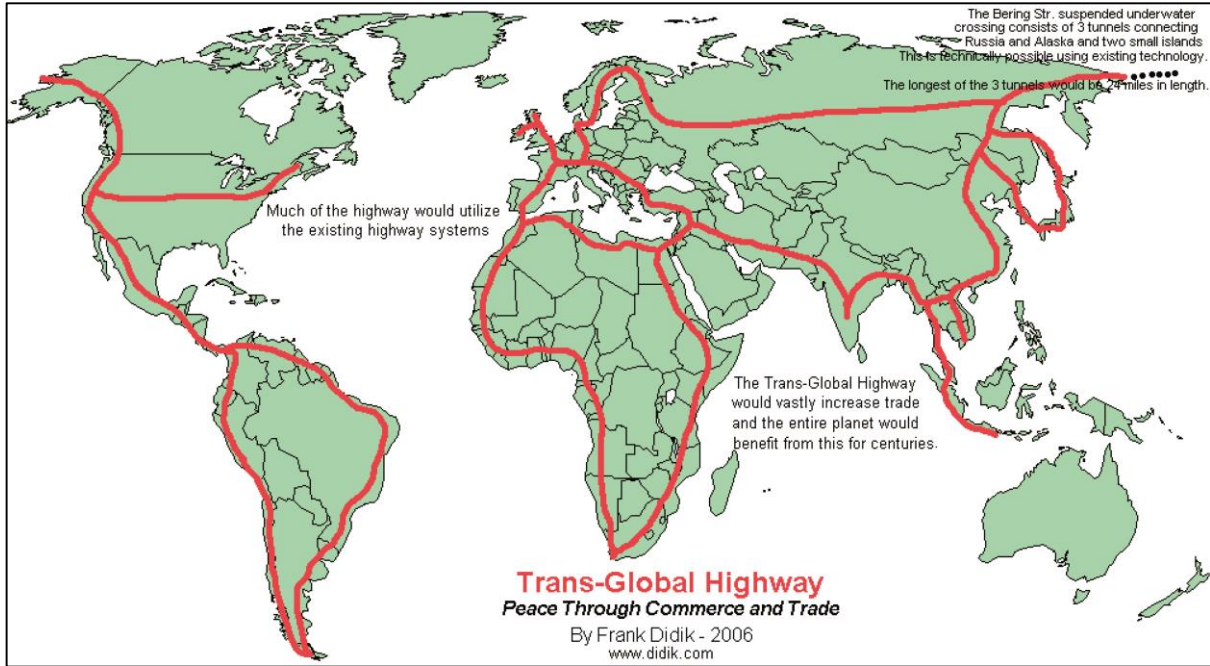 The Bering Str. suspended underwater
crossing consists of 3 tunnels connecting
Russia and Alaska and two small islands
This is technically possible using existing technology.
The longest of the 3 tunnels would be 24 miles in length.
Much of the highway would utilize
the existing highway systems
The Trans-Global Highway
would vastly increase trade
and the entire planet would
benefit from this for centuries.
Trans-Global Highway
Peace Through Commerce and Trade
By Frank Didik - 2006
www.didik.com